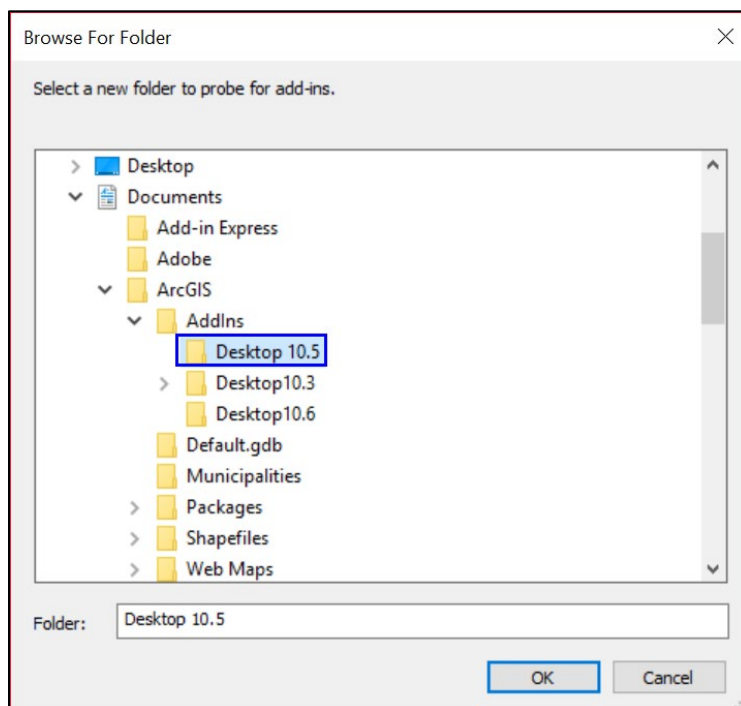 Browse For Folder
Select a new folder to probe for add-ins.
Desktop
Documents
Add-in Express
Adobe
ArcGIS
AddIns
Desktop 10.5
Desktop10.3
Desktop10.6
Default.gdb
Municipalities
Packages
Shapefiles
Web Maps
Folder: Desktop 10.5
OK Cancel